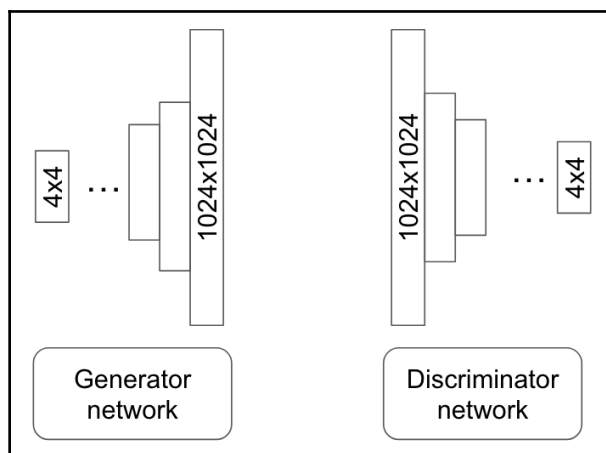 4x4
...
1024x1024
1024x1024
...
4x4
Generator
network
Discriminator
network